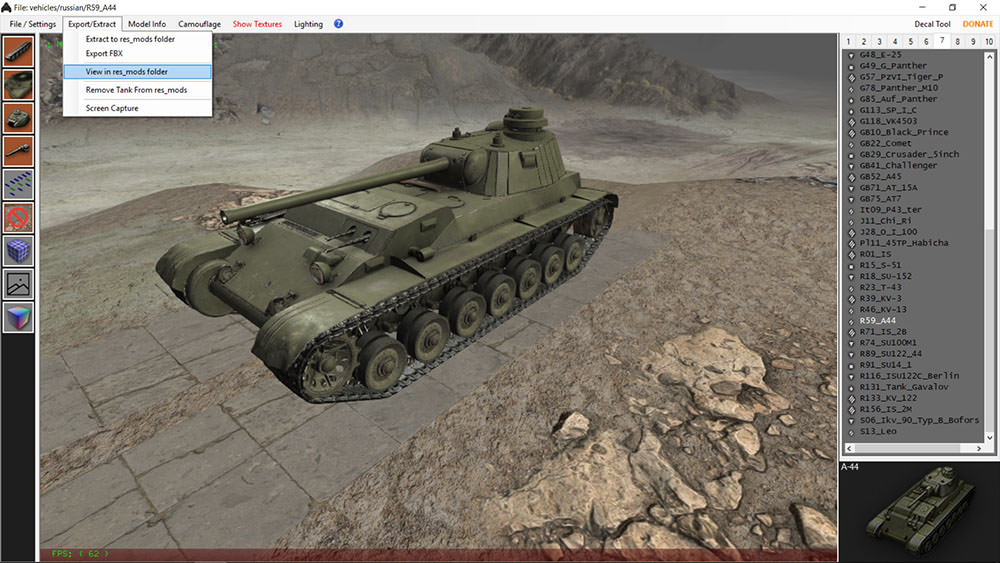 File: vehicles/russian/R59_A44
File / Settings Export/Extract Model Info Camouflage Show Textures Lighting ? Decal Tool DONATE
Extract to res_mods folder
Export FBX
View in res_mods folder
Remove Tank From res_mods
Screen Capture
1 2 3 4 5 6 7 8 9 10
G48_E-25
G49_G_Panther
G57_PzVI_Tiger_P
G78_Panther_M10
G85_Auf_Panther
G113_SP_I_C
G118_VK4503
GB10_Black_Prince
GB22_Comet
GB29_Crusader_5inch
GB41_Challenger
GB52_A45
GB71_AT_15A
GB75_AT7
It09_P43_ter
J11_Chi_Ri
J28_O_I_100
Pl11_45TP_Habicha
R01_IS
R15_S-51
R18_SU-152
R23_T-43
R39_KV-3
R46_KV-13
R59_A44
R71_IS_2B
R74_SU100M1
R89_SU122_44
R91_SU14_1
R116_ISU122C_Berlin
R131_Tank_Gavalov
R133_KV_122
R156_IS_2M
S06_Ikv_90_Typ_B_Bofors
S13_Leo
A-44
FPS: ( 62 )